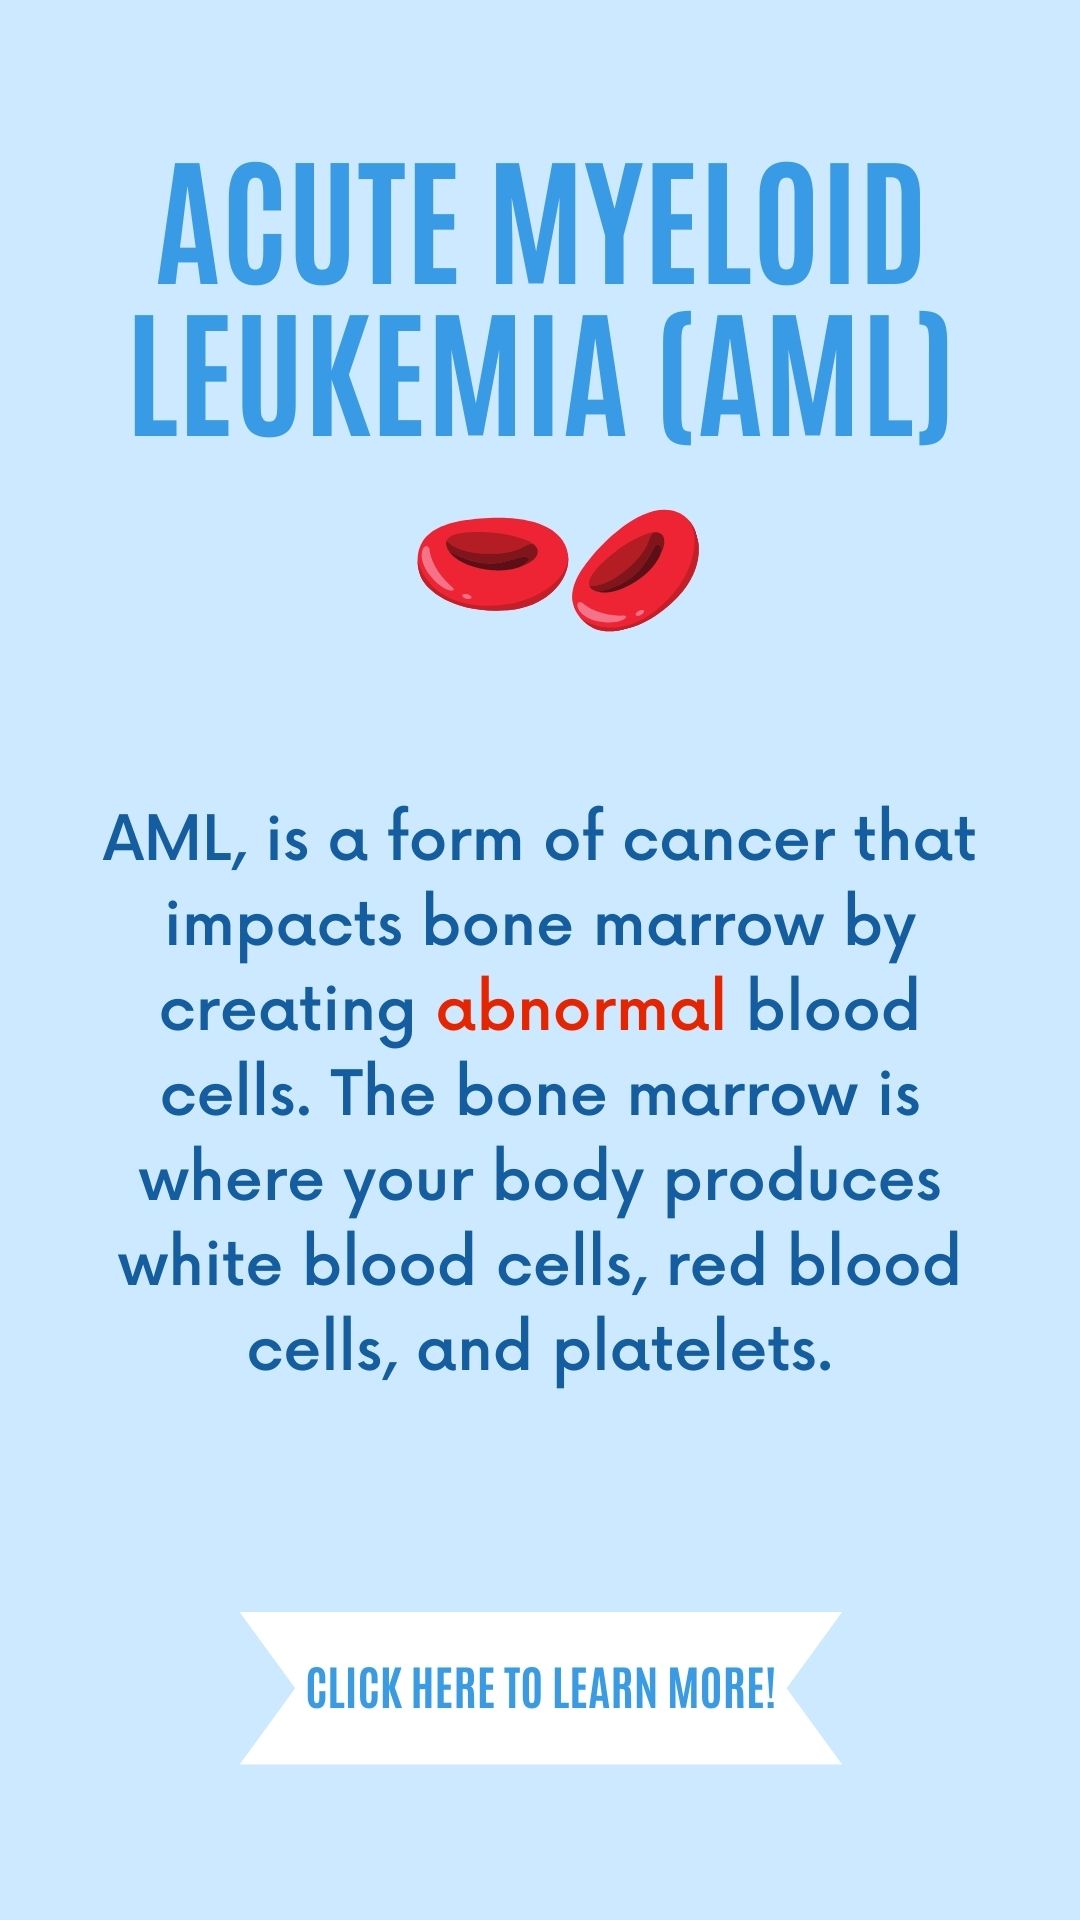 ACUTE MYELOID
LEUKEMIA (AML)
AML, is a form of cancer that
impacts bone marrow by
creating abnormal blood
cells. The bone marrow is
where your body produces
white blood cells, red blood
cells, and platelets.
CLICK HERE TO LEARN MORE!